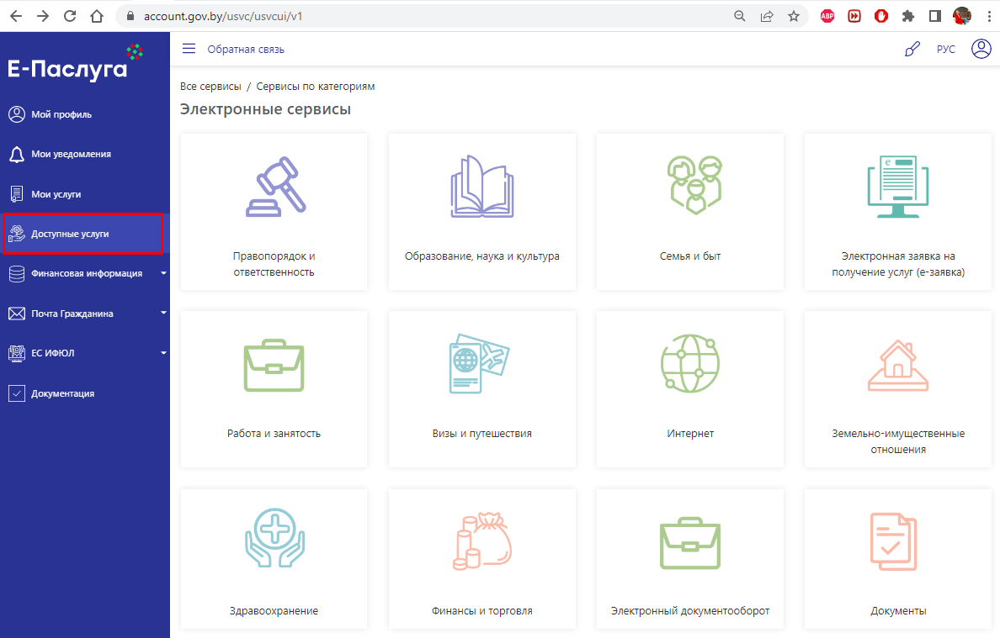 account.gov.by/usvc/usvcui/v1
ABP
Е-Паслуга
Обратная связь
РУС
Мой профиль
Мои уведомления
Мои услуги
Доступные услуги
Финансовая информация
Почта Гражданина
ЕС ИФЮЛ
Документация
Все сервисы / Сервисы по категориям
Электронные сервисы
Правопорядок и
ответственность
Образование, наука и культура
Семья и быт
e
Электронная заявка на
получение услуг (е-заявка)
Работа и занятость
Визы и путешествия
Интернет
Земельно-имущественные
отношения
Здравоохранение
Финансы и торговля
Электронный документооборот
Документы